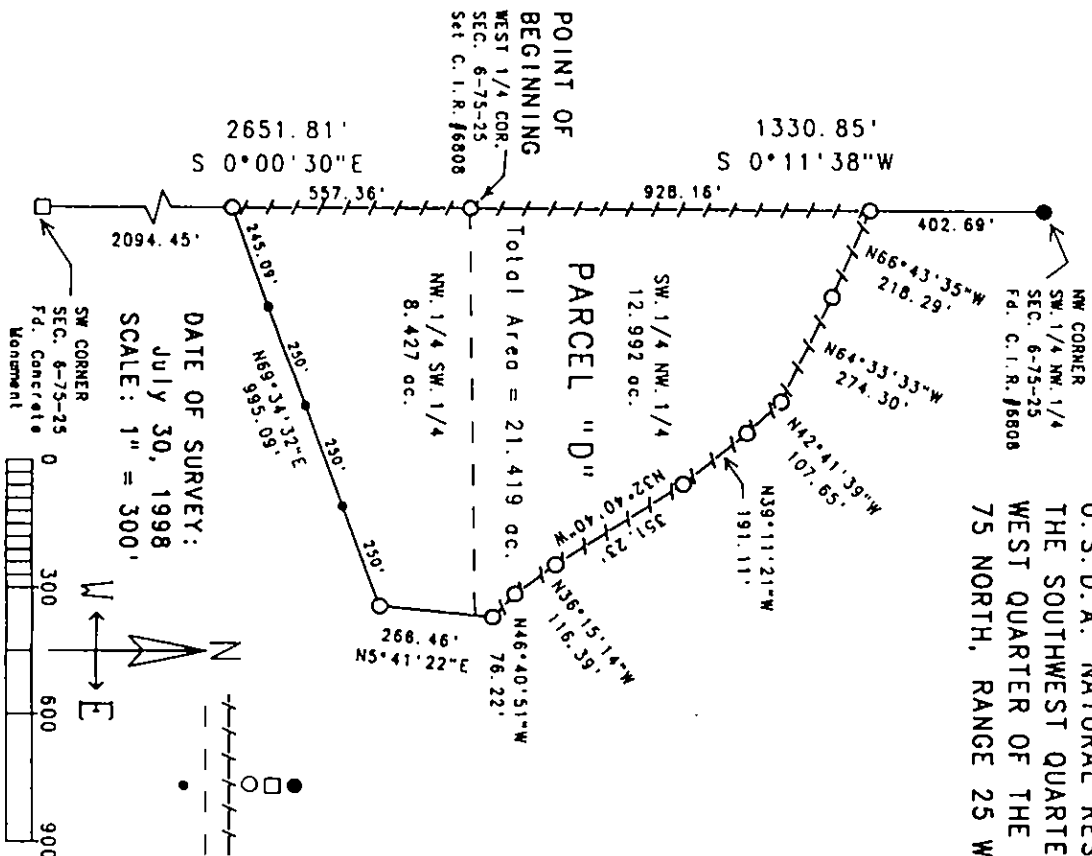 U.S.D.A. NATURAL RES
THE SOUTHWEST QUARTE
WEST QUARTER OF THE
75 NORTH, RANGE 25 W
NW CORNER
SW. 1/4 NW. 1/4
SEC. 6-75-25
Fd. C.I.R. #6808
402.69'
1330.85'
S 0°11'38"W
928.16'
N66°43'35"W
218.29'
N64°33'33"W
274.30'
N42°41'39"W
107.65'
N39°11'21"W
191.11'
N32°40'40"W
351.23'
N36°15'14"W
116.39'
N46°40'51"W
76.22'
SW. 1/4 NW. 1/4
12.992 ac.
PARCEL "D"
Total Area = 21.419 ac.
NW. 1/4 SW. 1/4
8.427 ac.
POINT OF
BEGINNING
WEST 1/4 COR.
SEC. 6-75-25
Set C.I.R. #6808
2651.81'
S 0°00'30"E
557.36'
2094.45'
266.46'
N5°41'22"E
245.09'
250'
250'
250'
N69°34'32"E
995.09'
SW CORNER
SEC. 6-75-25
Fd. Concrete
Monument
DATE OF SURVEY:
July 30, 1998
SCALE: 1" = 300'
N
W
E
0
300
600
900